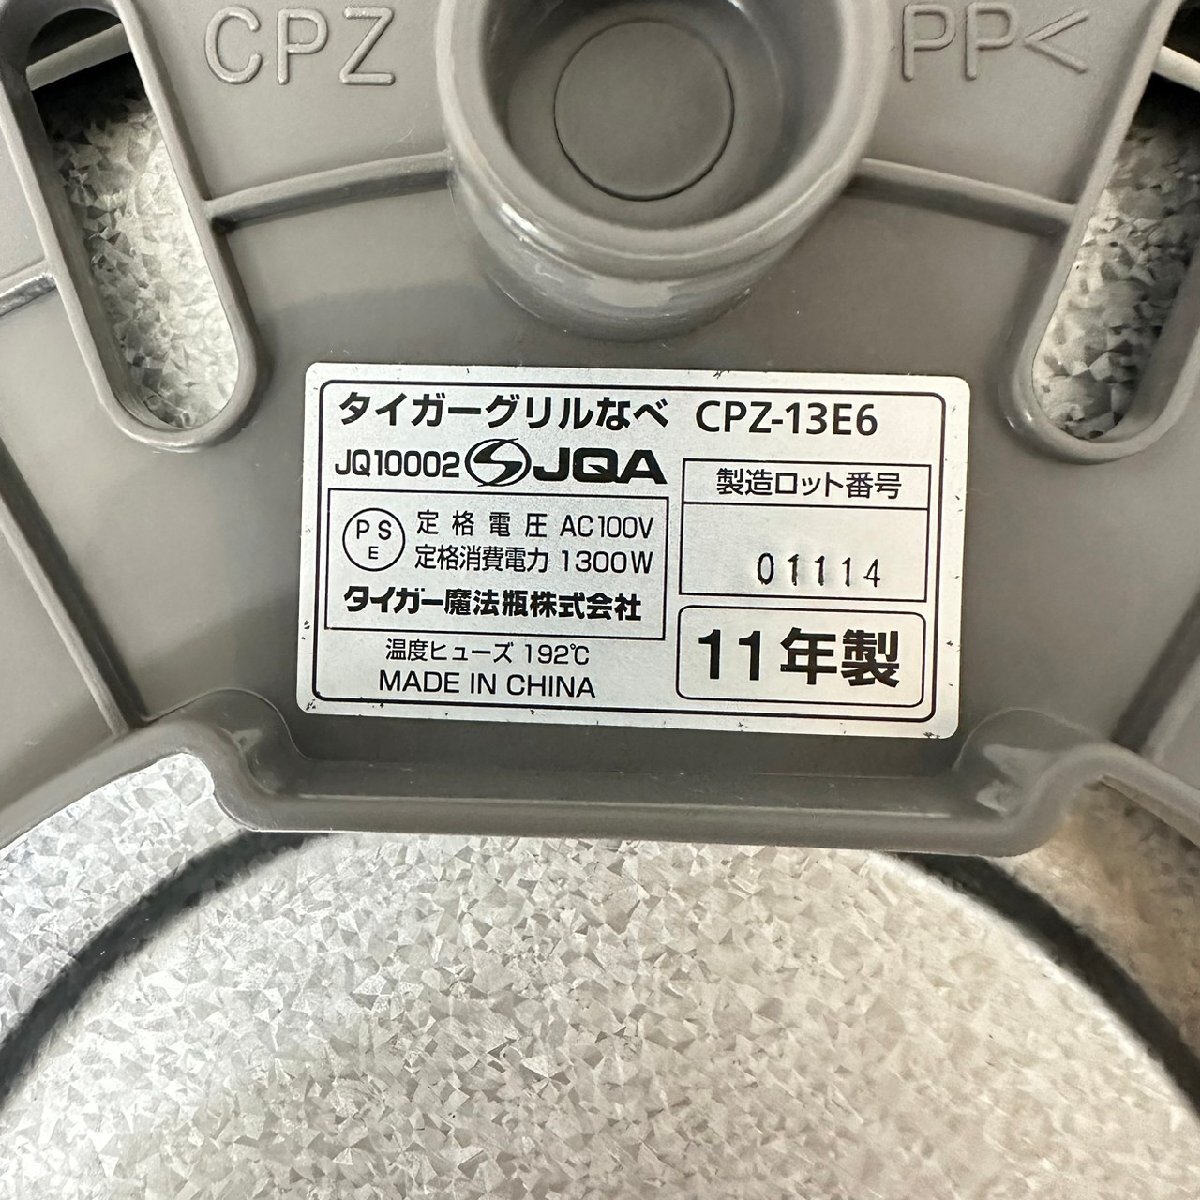 CPZ
PP<
タイガーグリルなべ CPZ-13E6
JQ10002 JQA
製造ロット番号
01114
PS
E
定格電圧 AC100V
定格消費電力 1300W
タイガー魔法瓶株式会社
温度ヒューズ 192℃
MADE IN CHINA
11年製